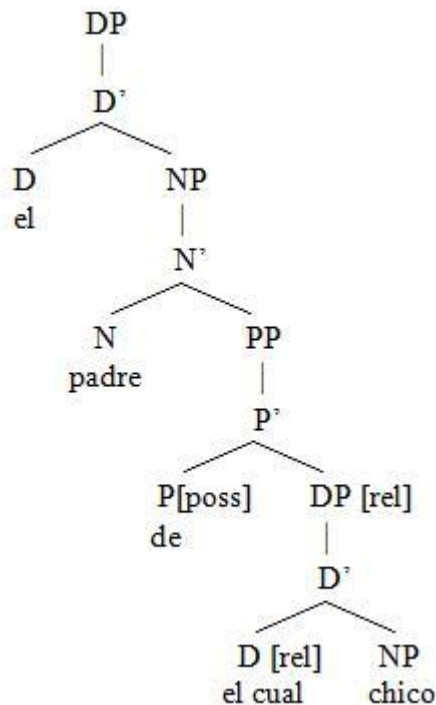 DP
D'
D NP
el
N'
N PP
padre
P'
P[poss] DP [rel]
de
D'
D [rel] NP
el cual chico